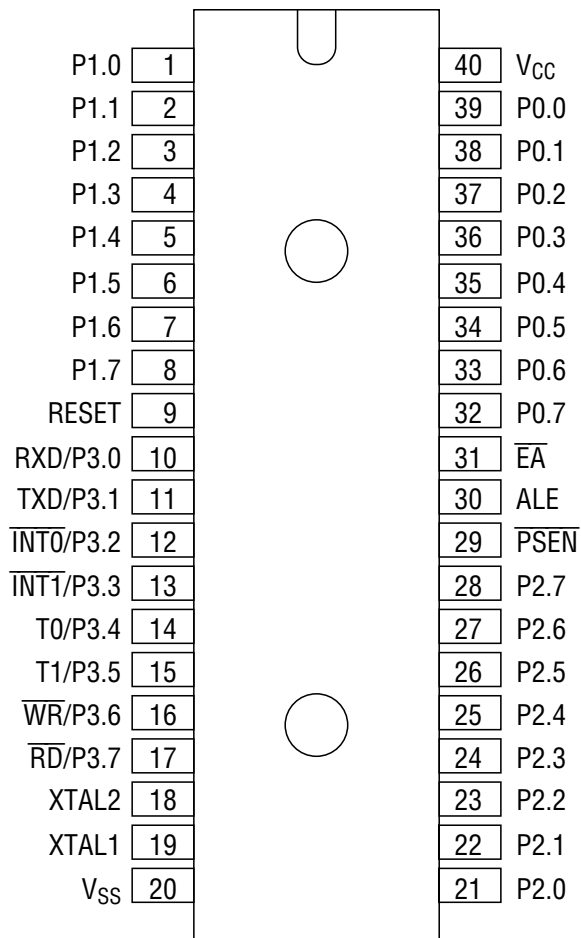 P1.0 1 40 VCC
P1.1 2 39 P0.0
P1.2 3 38 P0.1
P1.3 4 37 P0.2
P1.4 5 36 P0.3
P1.5 6 35 P0.4
P1.6 7 34 P0.5
P1.7 8 33 P0.6
RESET 9 32 P0.7
RXD/P3.0 10 31 E̅A̅
TXD/P3.1 11 30 ALE
I̅N̅T̅0̅/P3.2 12 29 P̅S̅E̅N̅
I̅N̅T̅1̅/P3.3 13 28 P2.7
T0/P3.4 14 27 P2.6
T1/P3.5 15 26 P2.5
W̅R̅/P3.6 16 25 P2.4
R̅D̅/P3.7 17 24 P2.3
XTAL2 18 23 P2.2
XTAL1 19 22 P2.1
VSS 20 21 P2.0